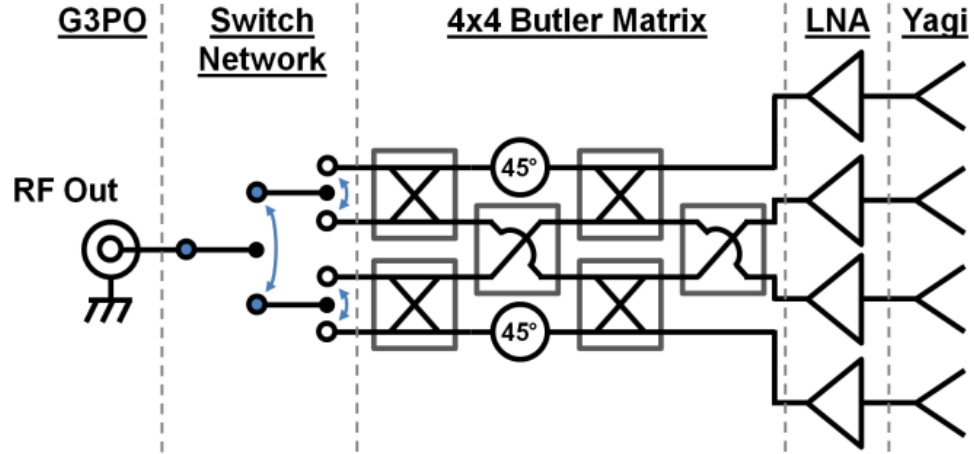 G3PO
Switch
Network
4x4 Butler Matrix
LNA
Yagi
RF Out
45°
45°